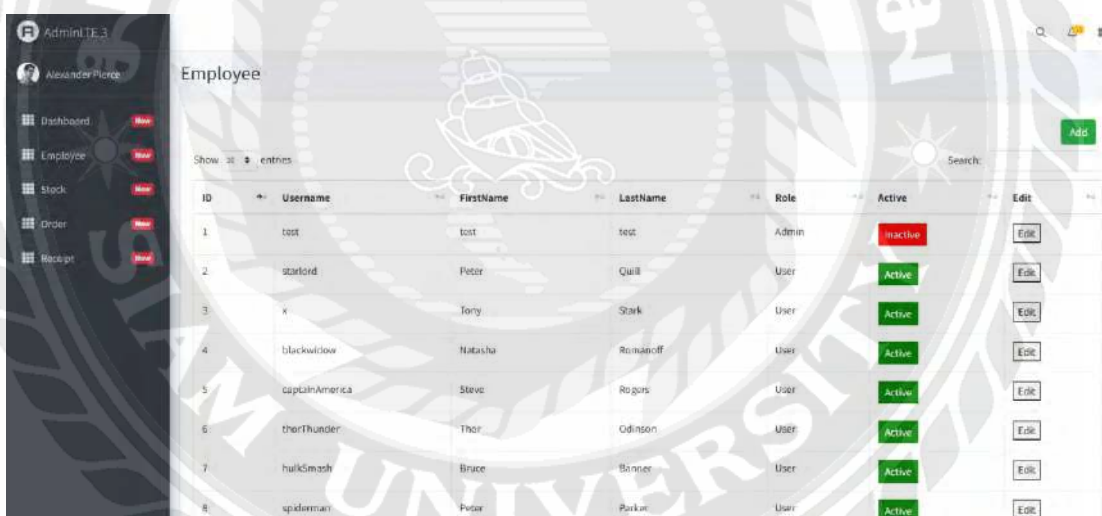 AdminLTE 3
Alexander Pierce
Employee
Add
Dashboard New
Employee New
Stock New
Order New
Receipt New
Show entries
Search:
ID Username FirstName LastName Role Active Edit
1 test test test Admin Inactive Edit
2 starlord Peter Quill User Active Edit
3 x Tony Stark User Active Edit
4 blackwidow Natasha Romanoff User Active Edit
5 captainAmerica Steve Rogers User Active Edit
6 thorThunder Thor Odinson User Active Edit
7 hulkSmash Bruce Banner User Active Edit
8 spiderman Peter Parker User Active Edit
SIAM UNIVERSITY